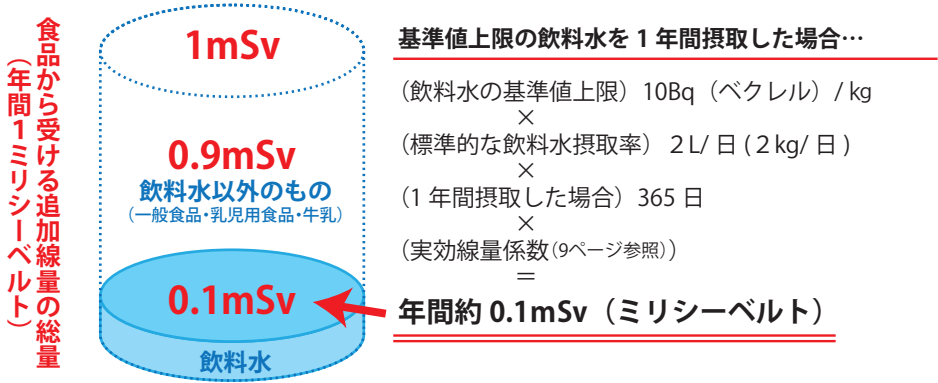 食品から受ける追加線量の総量
（年間１ミリシーベルト）
1mSv
0.9mSv
飲料水以外のもの
（一般食品・乳児用食品・牛乳）
0.1mSv
飲料水
基準値上限の飲料水を１年間摂取した場合…
（飲料水の基準値上限）10Bq（ベクレル）/ kg
×
（標準的な飲料水摂取率）２L/ 日 (２kg/ 日 )
×
（1 年間摂取した場合）365 日
×
（実効線量係数(9ページ参照)）
＝
年間約 0.1mSv（ミリシーベルト）